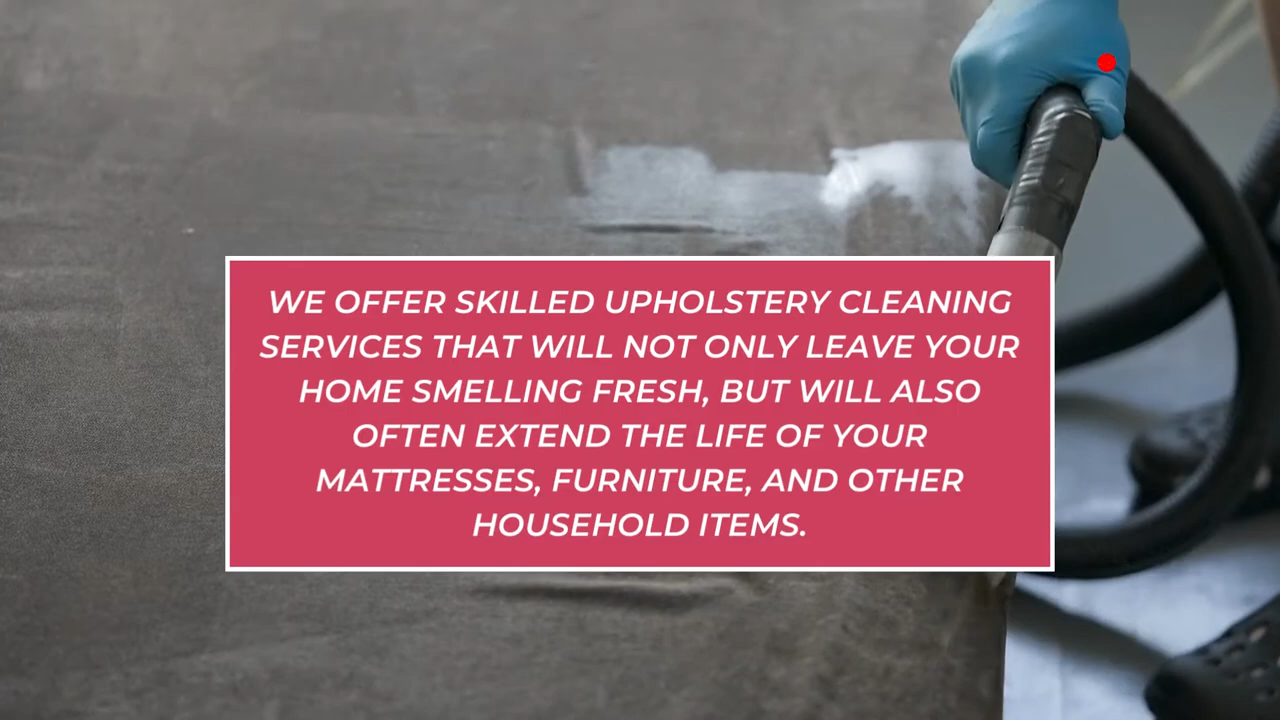 WE OFFER SKILLED UPHOLSTERY CLEANING
SERVICES THAT WILL NOT ONLY LEAVE YOUR
HOME SMELLING FRESH, BUT WILL ALSO
OFTEN EXTEND THE LIFE OF YOUR
MATTRESSES, FURNITURE, AND OTHER
HOUSEHOLD ITEMS.